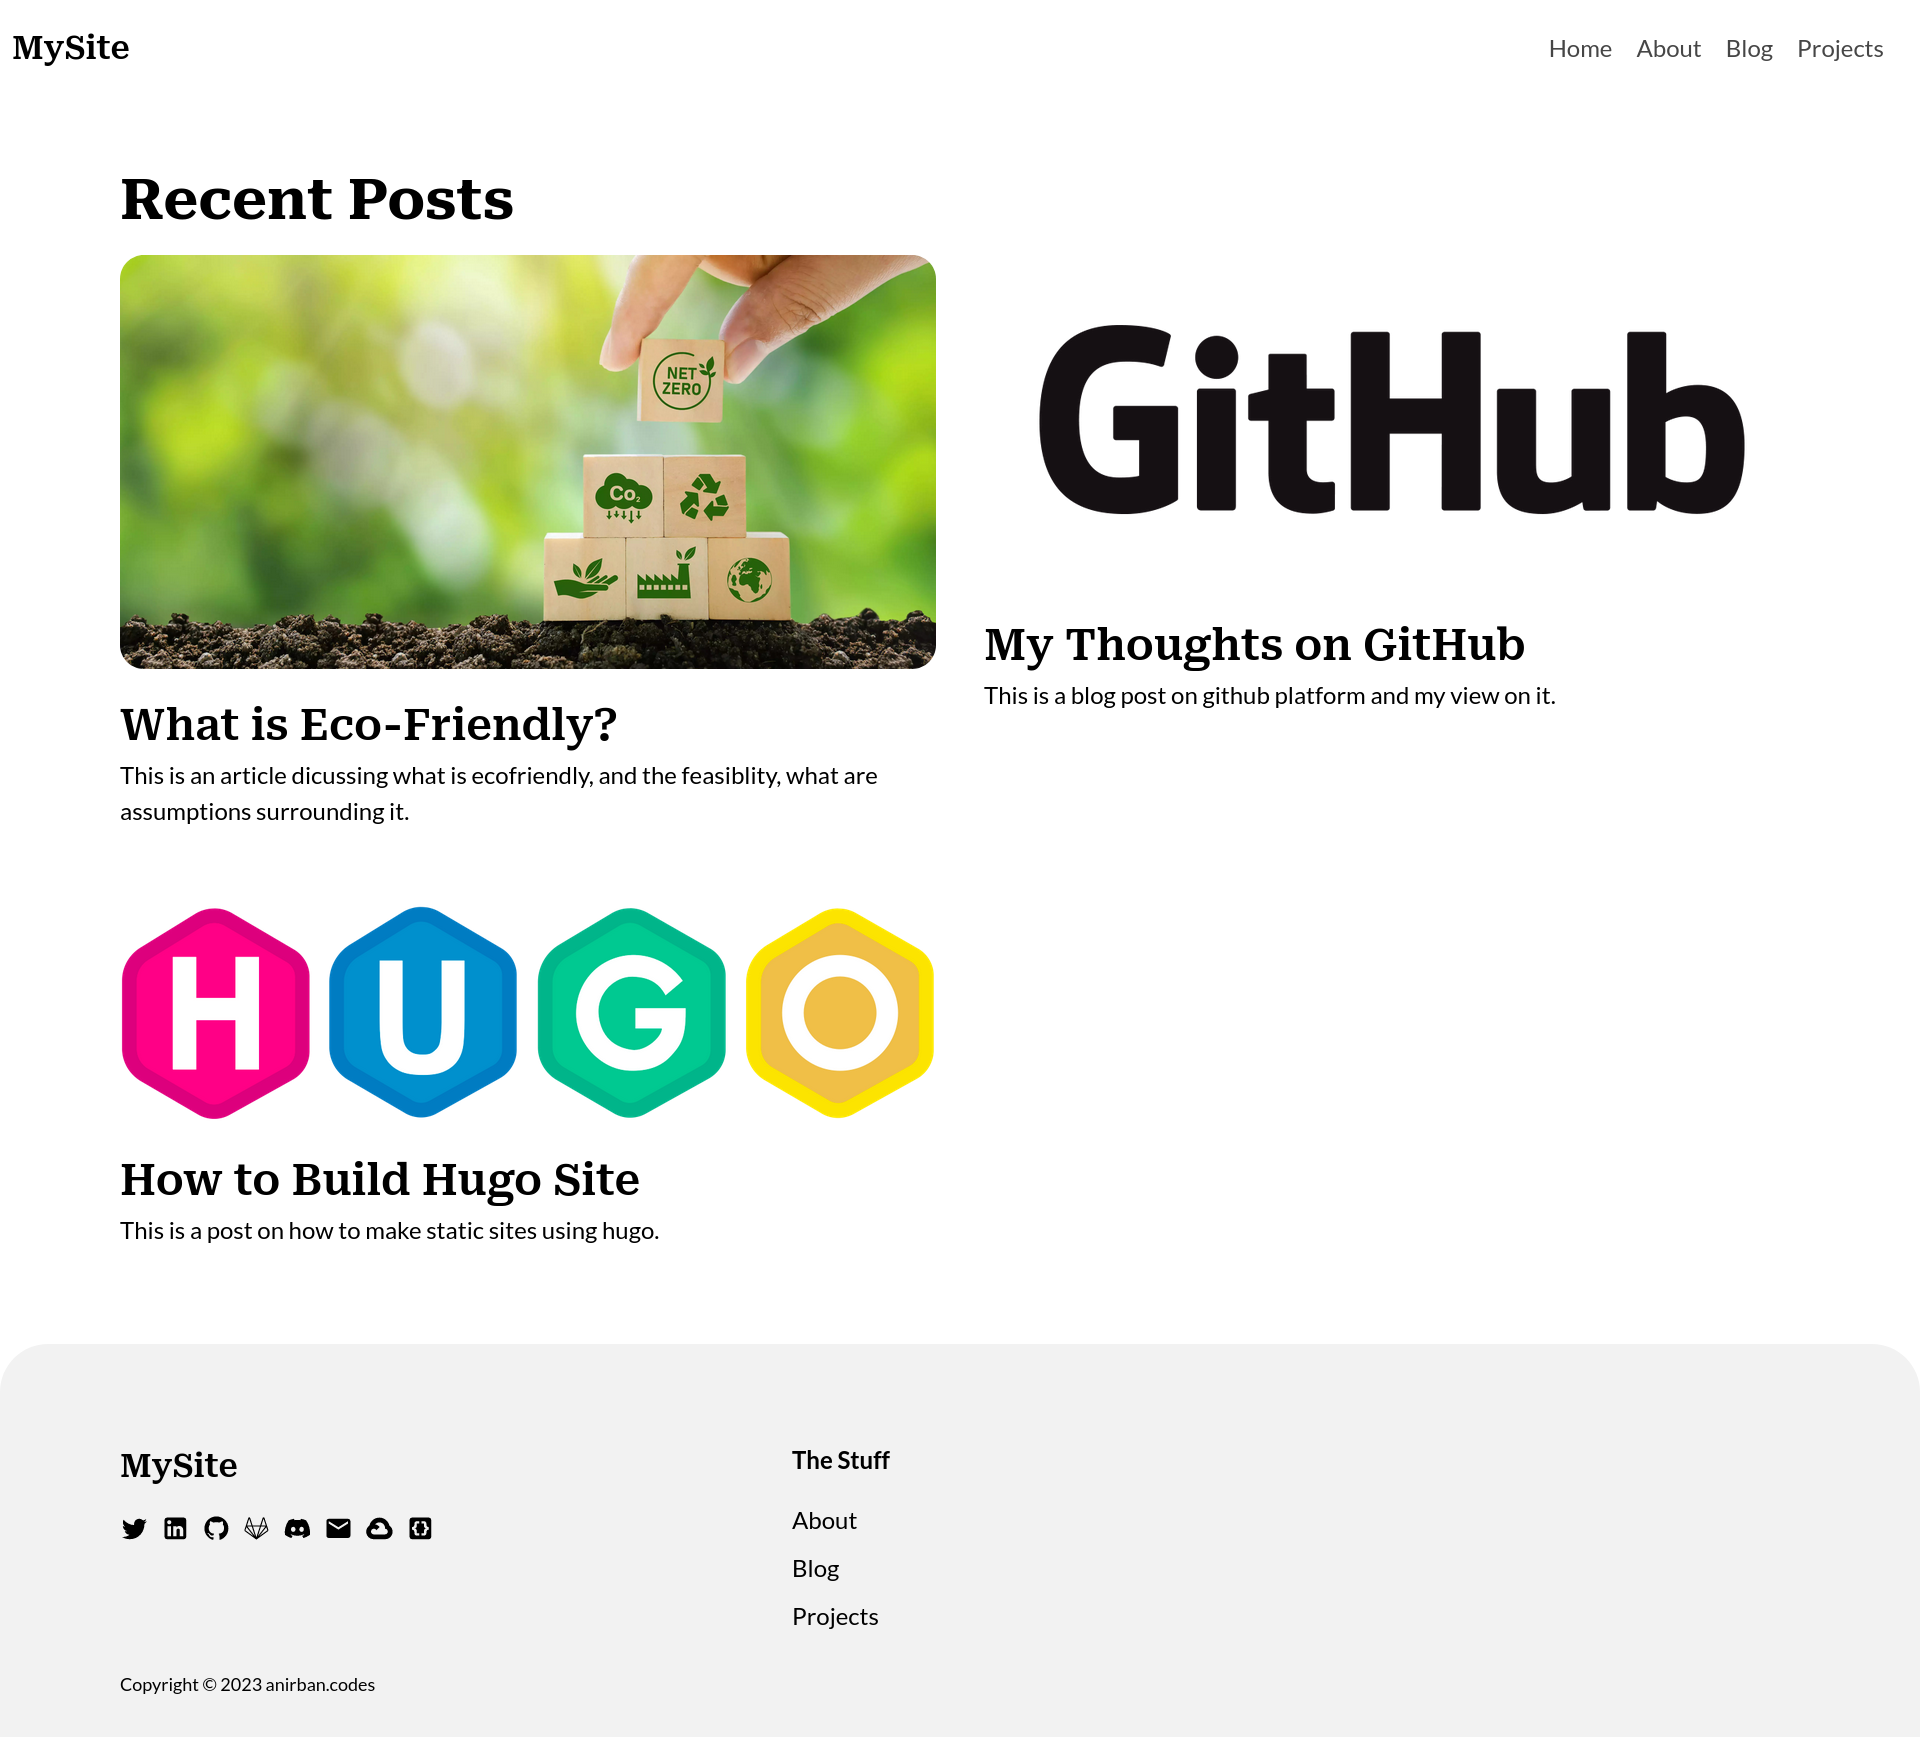 MySite
Home About Blog Projects
Recent Posts
NET
ZERO
Co2
GitHub
What is Eco-Friendly?
This is an article dicussing what is ecofriendly, and the feasiblity, what are
assumptions surrounding it.
My Thoughts on GitHub
This is a blog post on github platform and my view on it.
HUGO
How to Build Hugo Site
This is a post on how to make static sites using hugo.
MySite
in
The Stuff
About
Blog
Projects
Copyright © 2023 anirban.codes